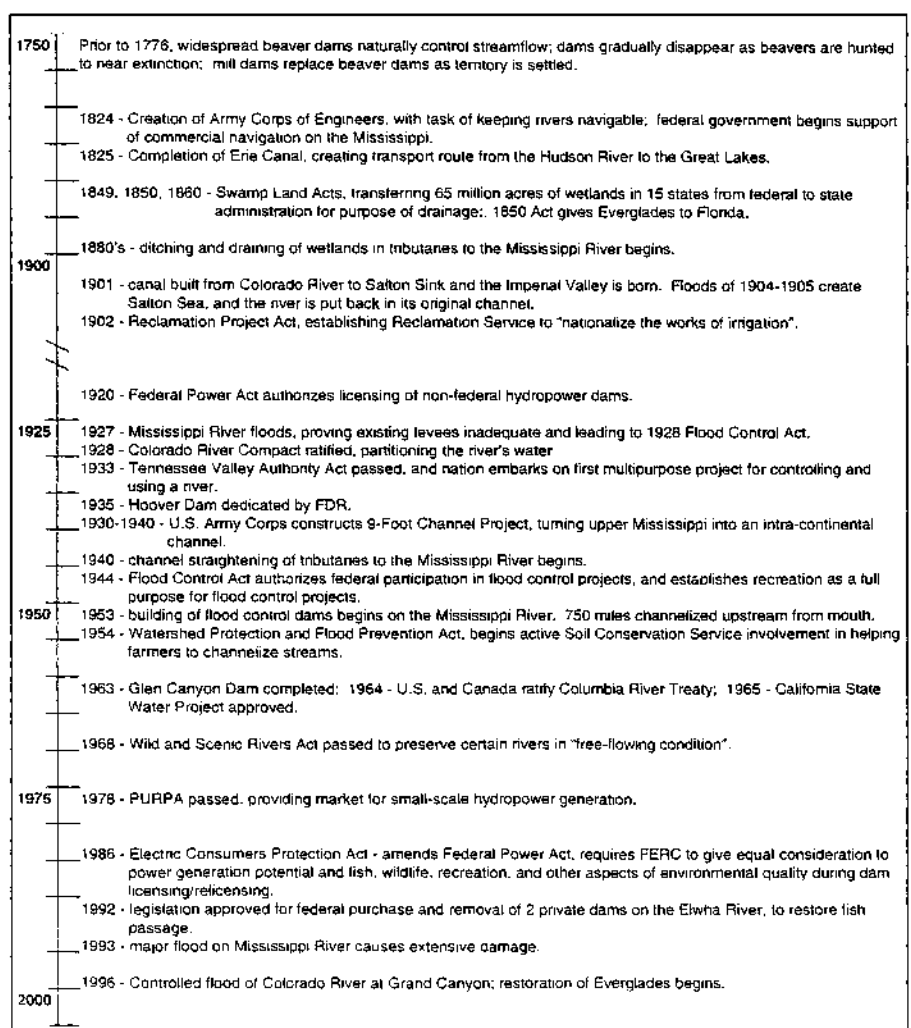 1750 Prior to 1776, widespread beaver dams naturally control streamflow; dams gradually disappear as beavers are hunted
to near extinction; mill dams replace beaver dams as territory is settled.
1824 - Creation of Army Corps of Engineers, with task of keeping rivers navigable; federal government begins support
of commercial navigation on the Mississippi.
1825 - Completion of Erie Canal, creating transport route from the Hudson River to the Great Lakes.
1849, 1850, 1860 - Swamp Land Acts, transferring 65 million acres of wetlands in 15 states from federal to state
administration for purpose of drainage:. 1850 Act gives Everglades to Florida.
1880's - ditching and draining of wetlands in tributaries to the Mississippi River begins.
1900
1901 - canal built from Colorado River to Salton Sink and the Imperial Valley is born. Floods of 1904-1905 create
Salton Sea, and the river is put back in its original channel.
1902 - Reclamation Project Act, establishing Reclamation Service to "nationalize the works of irrigation".
1920 - Federal Power Act authorizes licensing of non-federal hydropower dams.
1925 1927 - Mississippi River floods, proving existing levees inadequate and leading to 1928 Flood Control Act.
1928 - Colorado River Compact ratified, partitioning the river's water
1933 - Tennessee Valley Authority Act passed, and nation embarks on first multipurpose project for controlling and
using a river.
1935 - Hoover Dam dedicated by FDR.
1930-1940 - U.S. Army Corps constructs 9-Foot Channel Project, turning upper Mississippi into an intra-continental
channel.
1940 - channel straightening of tributaries to the Mississippi River begins.
1944 - Flood Control Act authorizes federal participation in flood control projects, and establishes recreation as a full
purpose for flood control projects.
1950 1953 - building of flood control dams begins on the Mississippi River. 750 miles channelized upstream from mouth.
1954 - Watershed Protection and Flood Prevention Act, begins active Soil Conservation Service involvement in helping
farmers to channelize streams.
1963 - Glen Canyon Dam completed; 1964 - U.S. and Canada ratify Columbia River Treaty; 1965 - California State
Water Project approved.
1968 - Wild and Scenic Rivers Act passed to preserve certain rivers in "free-flowing condition".
1975 1978 - PURPA passed, providing market for small-scale hydropower generation.
1986 - Electric Consumers Protection Act - amends Federal Power Act, requires FERC to give equal consideration to
power generation potential and fish, wildlife, recreation, and other aspects of environmental quality during dam
licensing/relicensing.
1992 - legislation approved for federal purchase and removal of 2 private dams on the Elwha River, to restore fish
passage.
1993 - major flood on Mississippi River causes extensive damage.
1996 - Controlled flood of Colorado River at Grand Canyon; restoration of Everglades begins.
2000